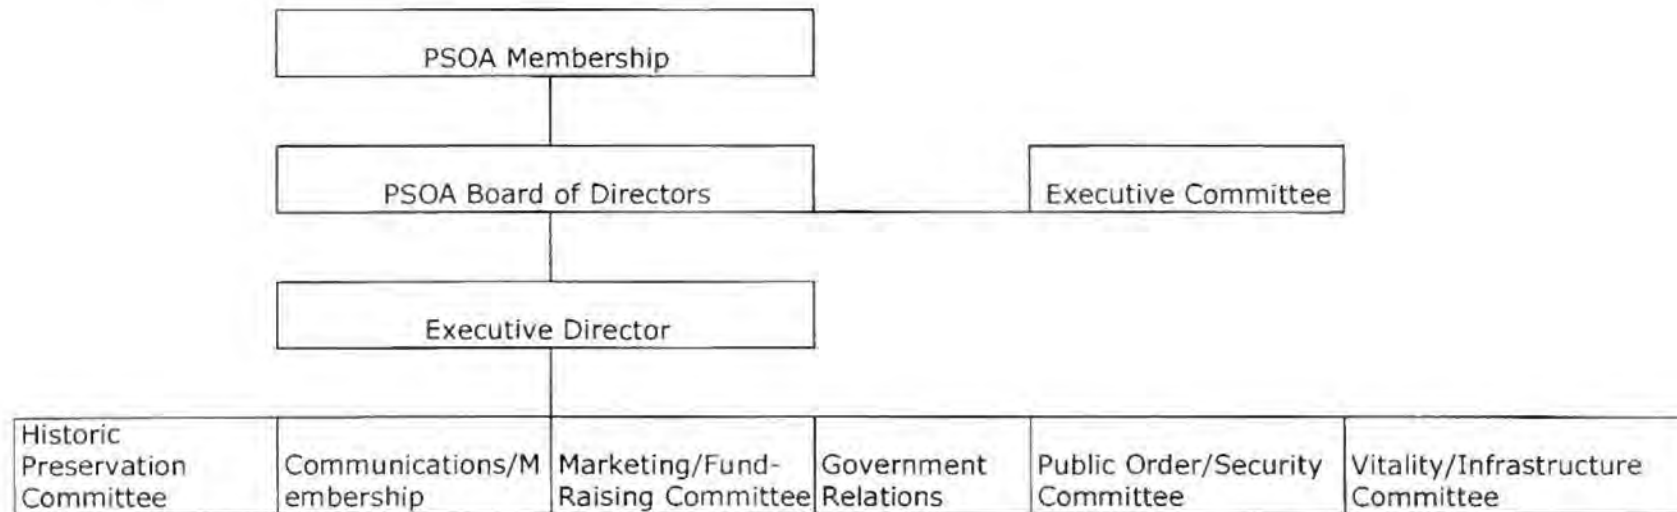 PSOA Membership
PSOA Board of Directors
Executive Committee
Executive Director
Historic
Preservation
Committee
Communications/M
embership
Marketing/Fund-
Raising Committee
Government
Relations
Public Order/Security
Committee
Vitality/Infrastructure
Committee